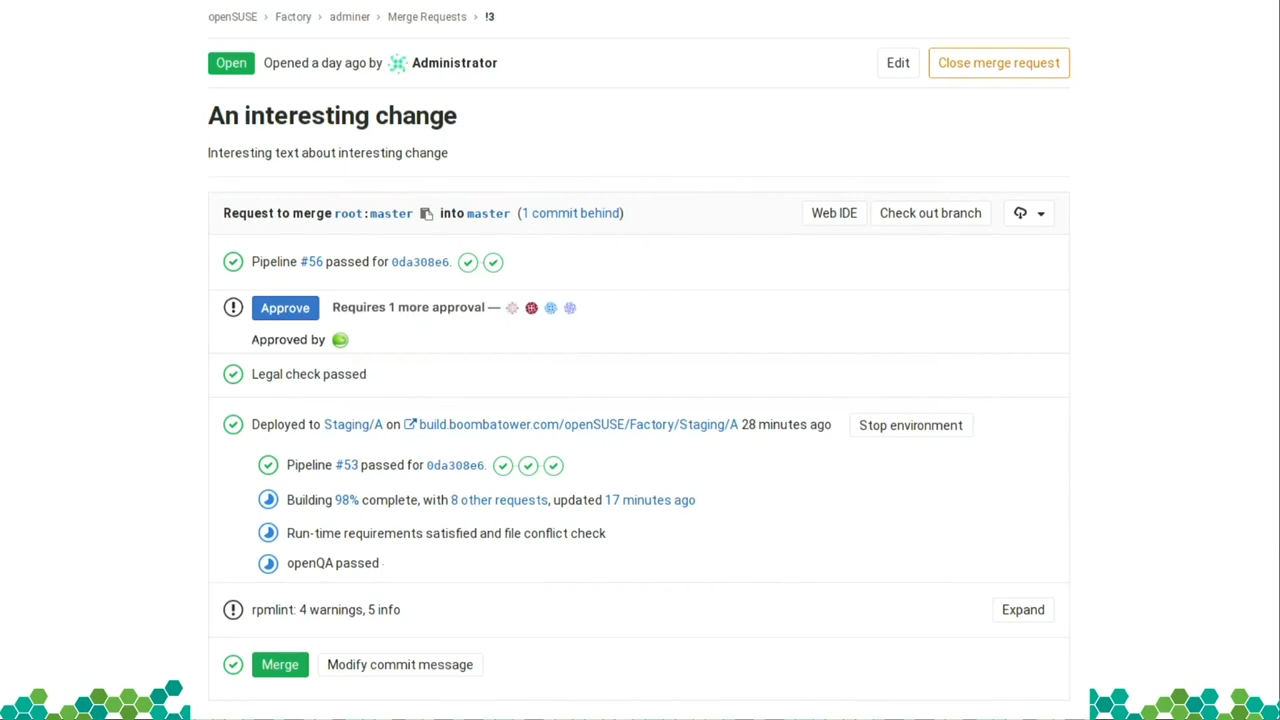 openSUSE › Factory › adminer › Merge Requests › !3
Open Opened a day ago by Administrator Edit Close merge request
An interesting change
Interesting text about interesting change
Request to merge root:master into master (1 commit behind) Web IDE Check out branch
Pipeline #56 passed for 0da308e6.
Approve Requires 1 more approval —
Approved by
Legal check passed
Deployed to Staging/A on build.boombatower.com/openSUSE/Factory/Staging/A 28 minutes ago Stop environment
Pipeline #53 passed for 0da308e6.
Building 98% complete, with 8 other requests, updated 17 minutes ago
Run-time requirements satisfied and file conflict check
openQA passed
rpmlint: 4 warnings, 5 info Expand
Merge Modify commit message